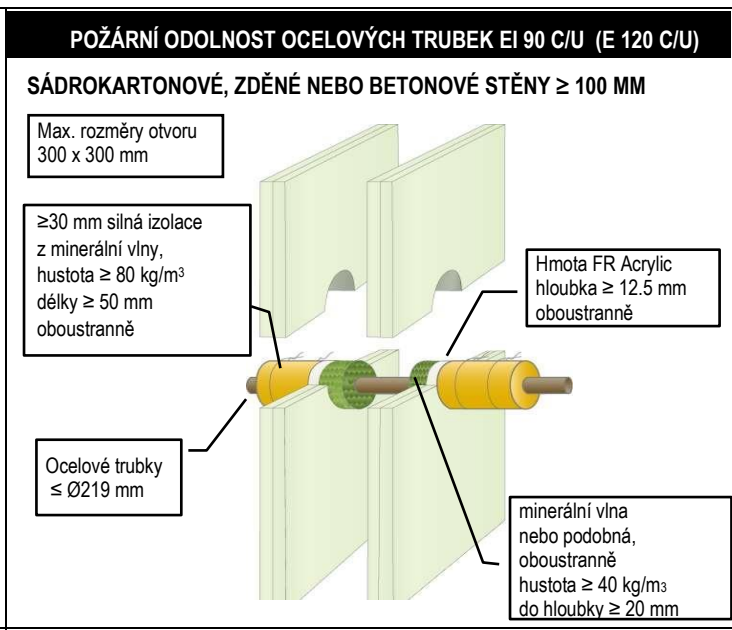 POŽÁRNÍ ODOLNOST OCELOVÝCH TRUBEK EI 90 C/U (E 120 C/U)
SÁDROKARTONOVÉ, ZDĚNÉ NEBO BETONOVÉ STĚNY ≥ 100 MM
Max. rozměry otvoru
300 x 300 mm
≥30 mm silná izolace
z minerální vlny,
hustota ≥ 80 kg/m³
délky ≥ 50 mm
oboustranně
Hmota FR Acrylic
hloubka ≥ 12.5 mm
oboustranně
Ocelové trubky
≤ Ø219 mm
minerální vlna
nebo podobná,
oboustranně
hustota ≥ 40 kg/m₃
do hloubky ≥ 20 mm